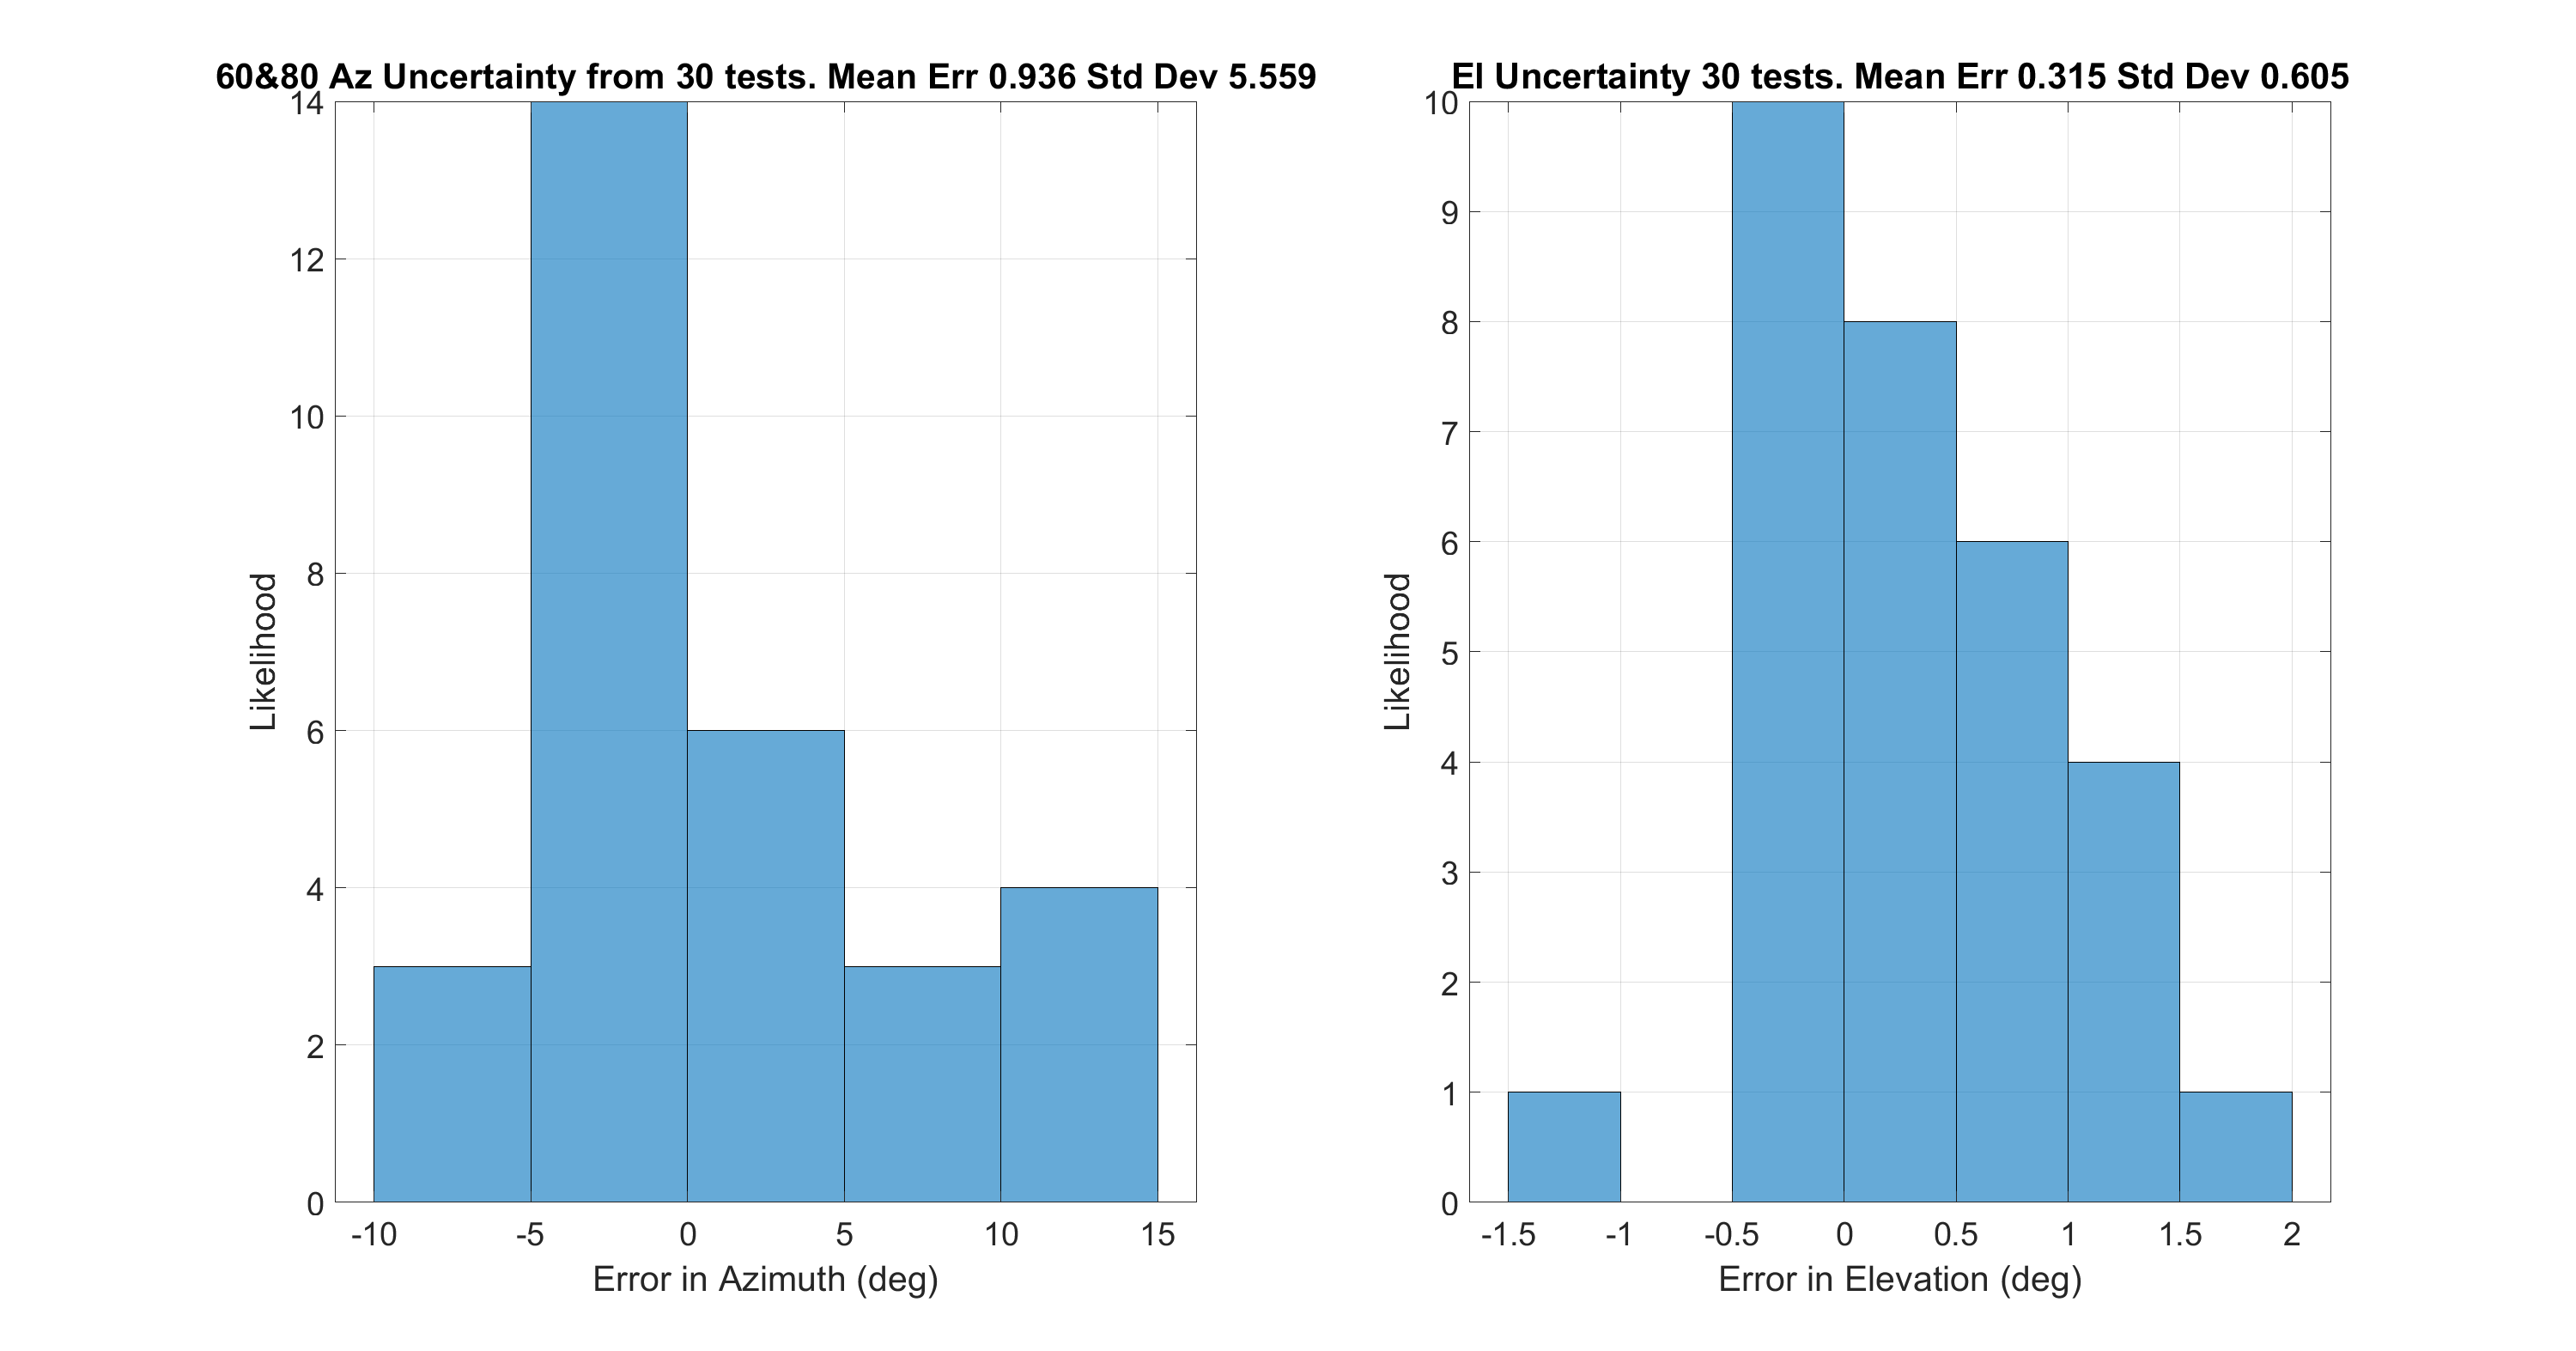 60&80 Az Uncertainty from 30 tests. Mean Err 0.936 Std Dev 5.559
14
12
10
8
6
4
2
0
Likelihood
-10 -5 0 5 10 15
Error in Azimuth (deg)
El Uncertainty 30 tests. Mean Err 0.315 Std Dev 0.605
10
9
8
7
6
5
4
3
2
1
0
Likelihood
-1.5 -1 -0.5 0 0.5 1 1.5 2
Error in Elevation (deg)